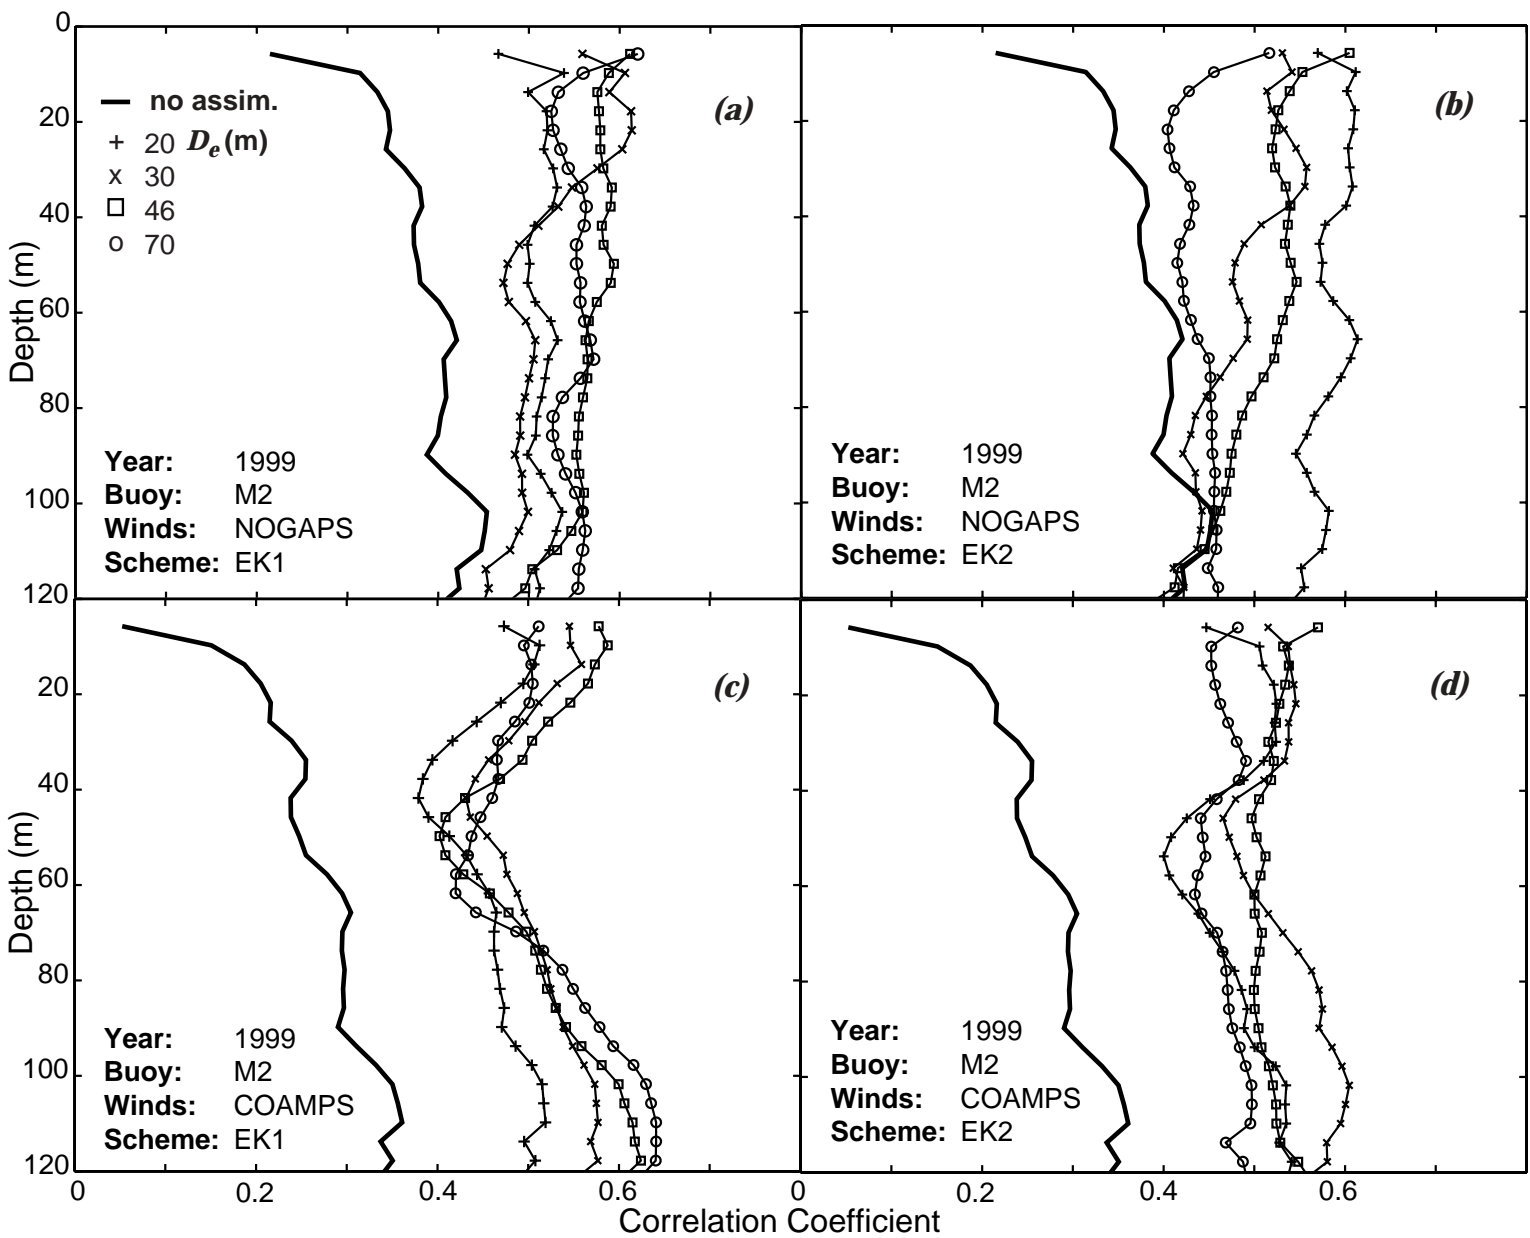 0
20
40
60
80
100
120
Depth (m)
(a)
no assim.
+ 20 De (m)
x 30
□ 46
o 70
Year: 1999
Buoy: M2
Winds: NOGAPS
Scheme: EK1
(b)
Year: 1999
Buoy: M2
Winds: NOGAPS
Scheme: EK2
20
40
60
80
100
120
Depth (m)
(c)
Year: 1999
Buoy: M2
Winds: COAMPS
Scheme: EK1
(d)
Year: 1999
Buoy: M2
Winds: COAMPS
Scheme: EK2
0 0.2 0.4 0.6 0 0.2 0.4 0.6
Correlation Coefficient